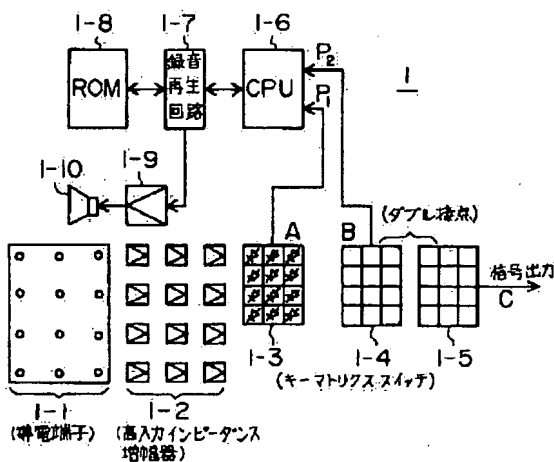 1-8
1-7
1-6
ROM
録音
再生
回路
CPU
P2
P1
1
1-10
1-9
A
B
(ダブル接点)
信号出力
C
1-3
1-4
1-5
(キーマトリクススイッチ)
1-1
1-2
(導電端子)
(高入力インピーダンス
増幅器)